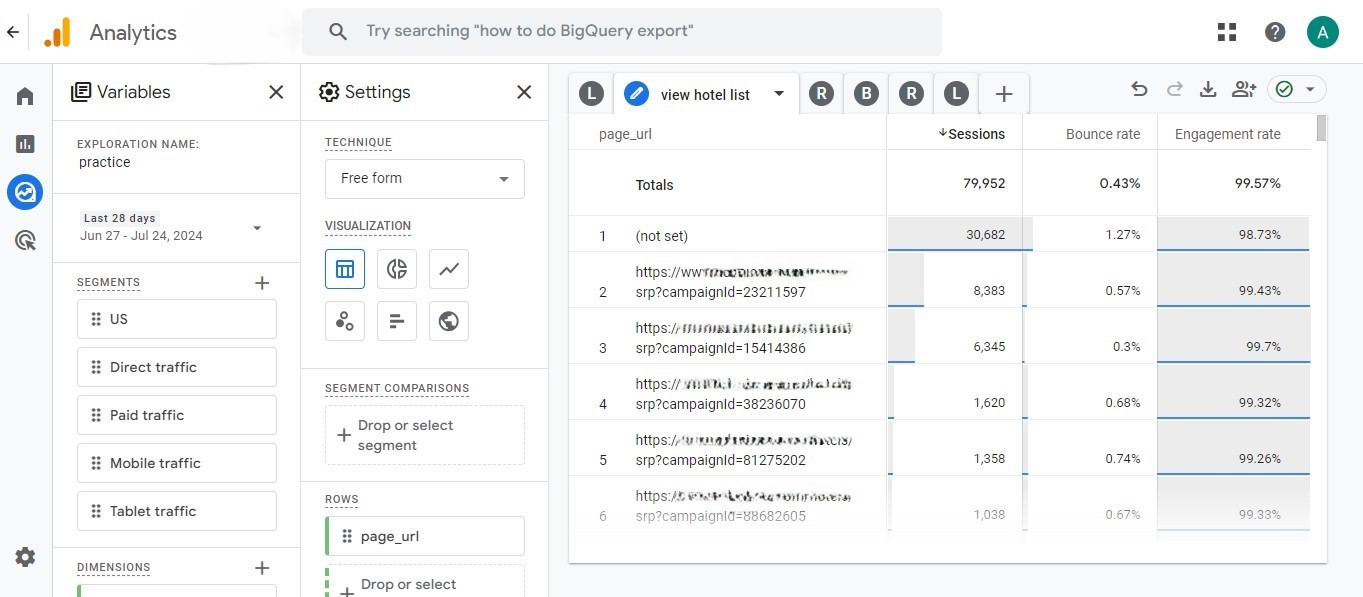 Analytics
Try searching "how to do BigQuery export"
A
Variables
EXPLORATION NAME:
practice
Last 28 days
Jun 27 - Jul 24, 2024
SEGMENTS
US
Direct traffic
Paid traffic
Mobile traffic
Tablet traffic
DIMENSIONS
Settings
TECHNIQUE
Free form
VISUALIZATION
SEGMENT COMPARISONS
Drop or select
segment
ROWS
page_url
Drop or select
L view hotel list R B R L
page_url Sessions Bounce rate Engagement rate
Totals 79,952 0.43% 99.57%
1 (not set) 30,682 1.27% 98.73%
https://ww
2 srp?campaignId=23211597 8,383 0.57% 99.43%
https://
3 srp?campaignId=15414386 6,345 0.3% 99.7%
https://
4 srp?campaignId=38236070 1,620 0.68% 99.32%
https://
5 srp?campaignId=81275202 1,358 0.74% 99.26%
https://
6 srp?campaignId=88682605 1,038 0.67% 99.33%